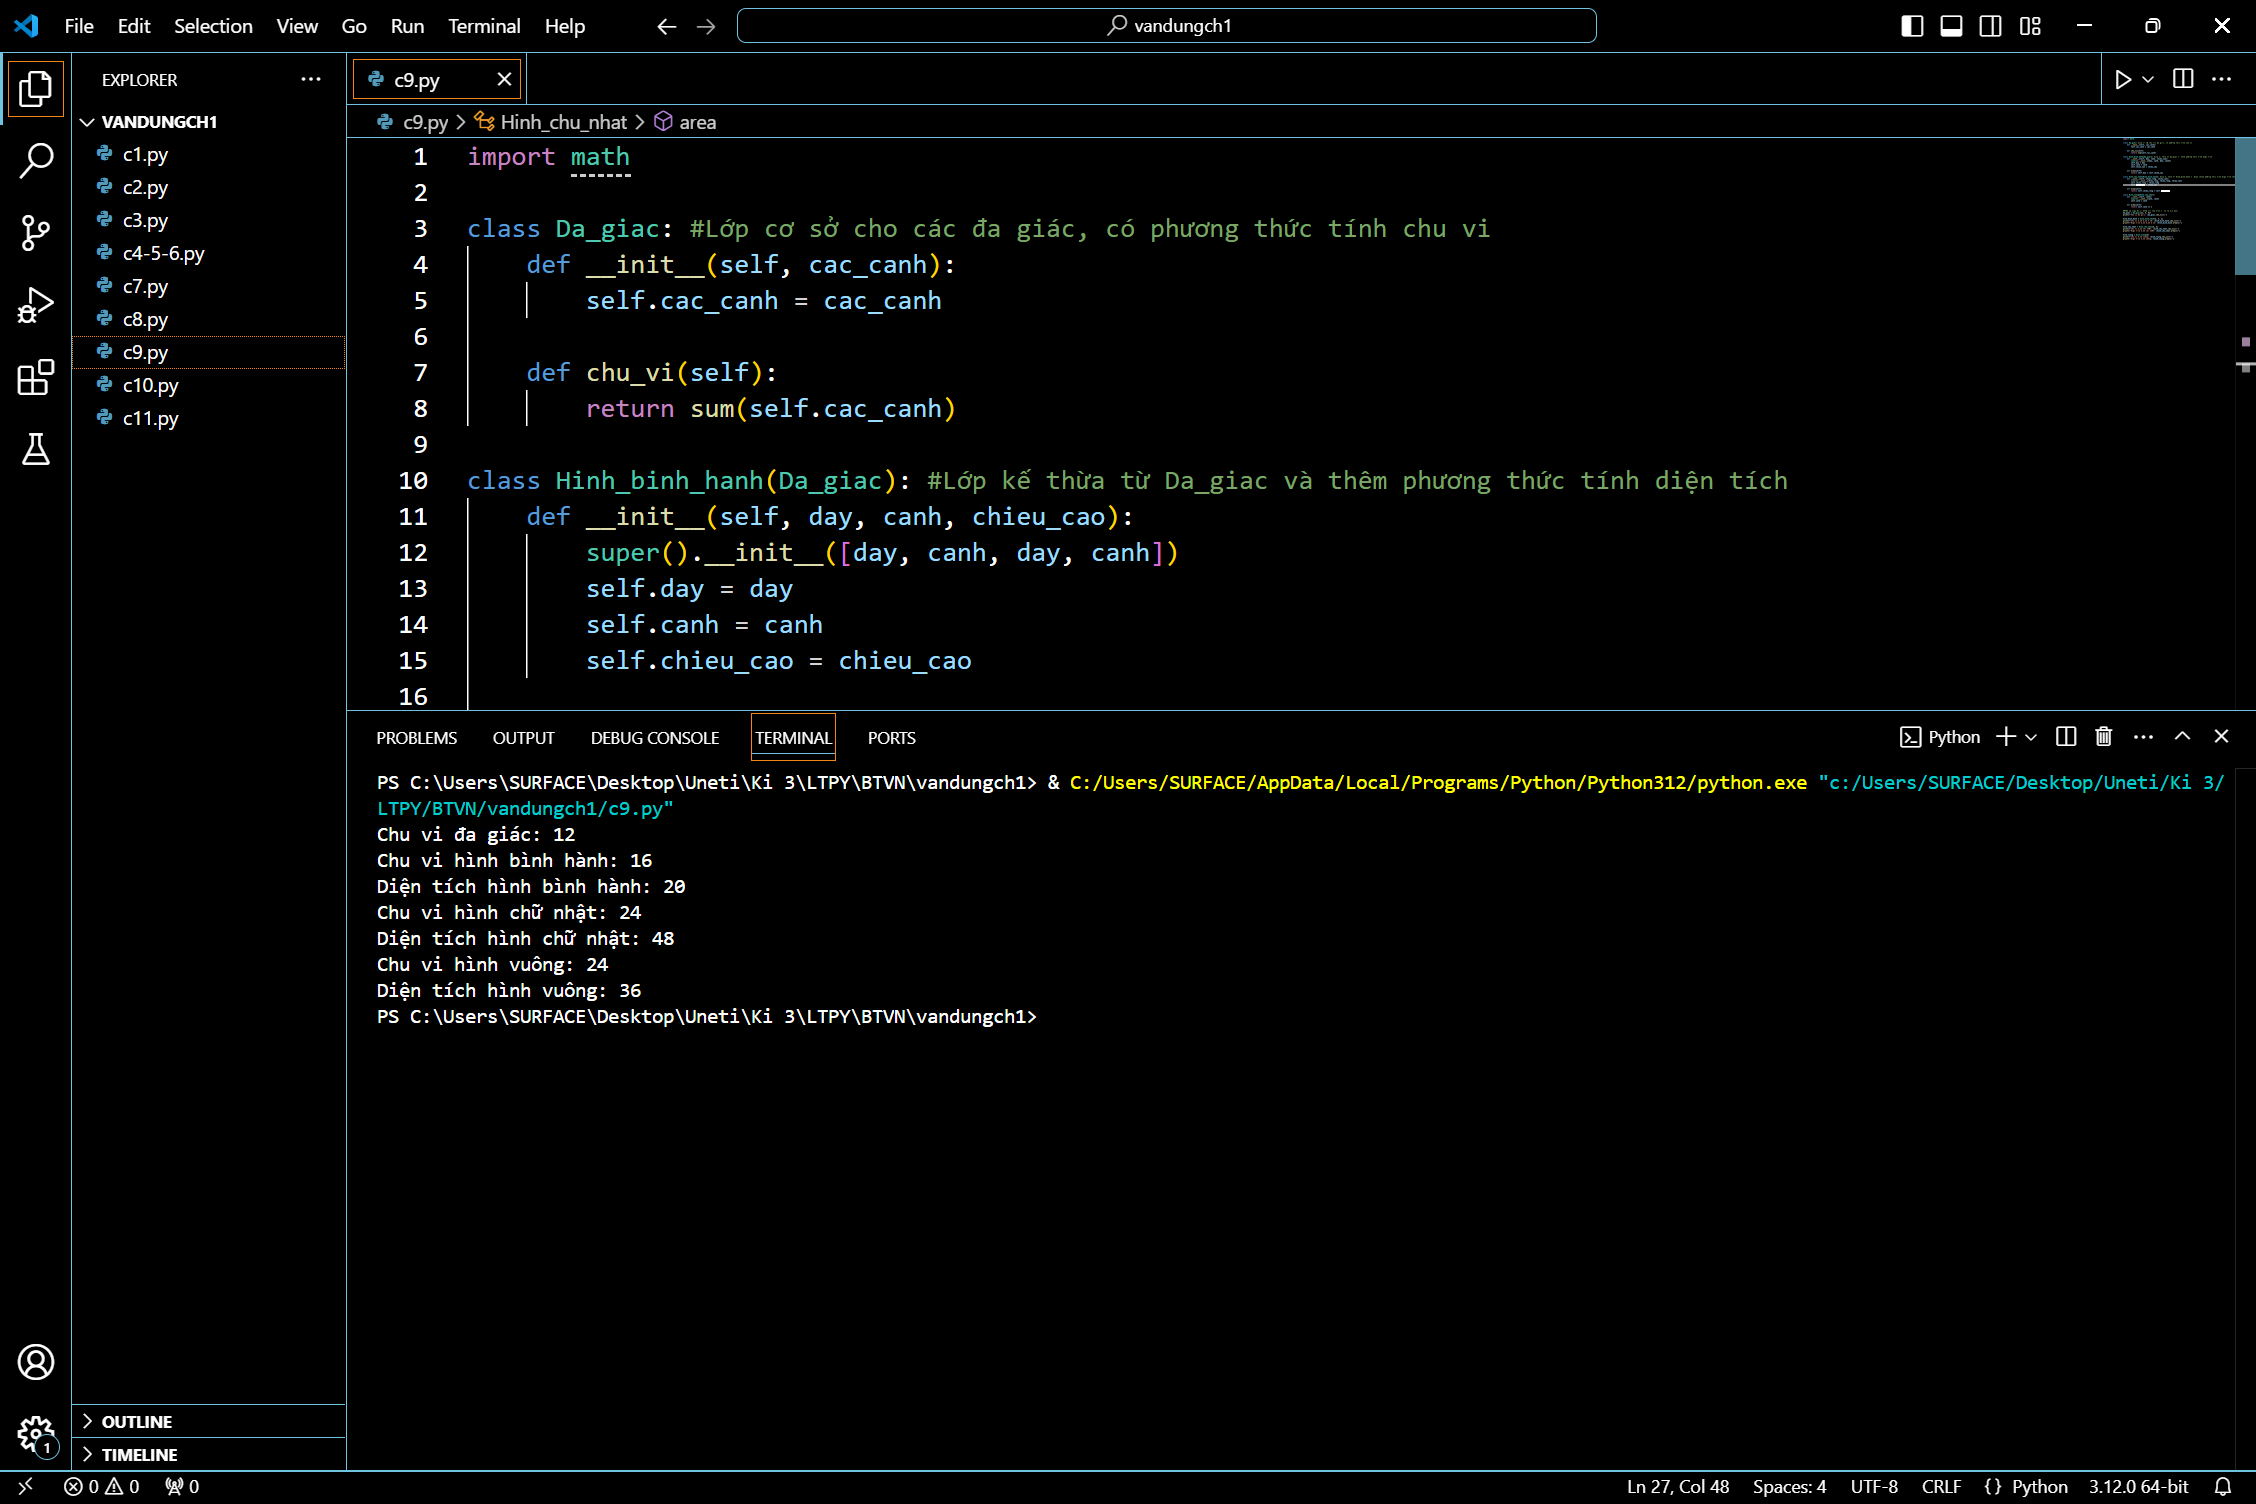 File Edit Selection View Go Run Terminal Help vandungch1
EXPLORER
VANDUNGCH1
c1.py
c2.py
c3.py
c4-5-6.py
c7.py
c8.py
c9.py
c10.py
c11.py
OUTLINE
TIMELINE
c9.py
c9.py > Hinh_chu_nhat > area
1 import math
2
3 class Da_giac: #Lớp cơ sở cho các đa giác, có phương thức tính chu vi
4 def __init__(self, cac_canh):
5 self.cac_canh = cac_canh
6
7 def chu_vi(self):
8 return sum(self.cac_canh)
9
10 class Hinh_binh_hanh(Da_giac): #Lớp kế thừa từ Da_giac và thêm phương thức tính diện tích
11 def __init__(self, day, canh, chieu_cao):
12 super().__init__([day, canh, day, canh])
13 self.day = day
14 self.canh = canh
15 self.chieu_cao = chieu_cao
16
PROBLEMS OUTPUT DEBUG CONSOLE TERMINAL PORTS Python
PS C:\Users\SURFACE\Desktop\Uneti\Ki 3\LTPY\BTVN\vandungch1> & C:/Users/SURFACE/AppData/Local/Programs/Python/Python312/python.exe "c:/Users/SURFACE/Desktop/Uneti/Ki 3/
LTPY/BTVN/vandungch1/c9.py"
Chu vi đa giác: 12
Chu vi hình bình hành: 16
Diện tích hình bình hành: 20
Chu vi hình chữ nhật: 24
Diện tích hình chữ nhật: 48
Chu vi hình vuông: 24
Diện tích hình vuông: 36
PS C:\Users\SURFACE\Desktop\Uneti\Ki 3\LTPY\BTVN\vandungch1>
1
0 0 0 Ln 27, Col 48 Spaces: 4 UTF-8 CRLF {} Python 3.12.0 64-bit